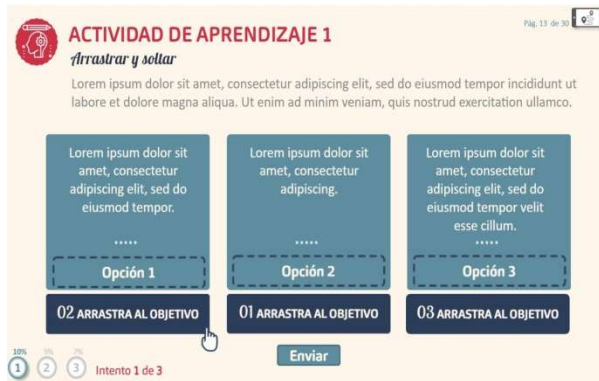 Pág. 13 de 30
ACTIVIDAD DE APRENDIZAJE 1
Arrastrar y soltar
Lorem ipsum dolor sit amet, consectetur adipiscing elit, sed do eiusmod tempor incididunt ut
labore et dolore magna aliqua. Ut enim ad minim veniam, quis nostrud exercitation ullamco.
Lorem ipsum dolor sit
amet, consectetur
adipiscing elit, sed do
eiusmod tempor.
.....
Opción 1
02 ARRASTRA AL OBJETIVO
Lorem ipsum dolor sit
amet, consectetur
adipiscing.
.....
Opción 2
01 ARRASTRA AL OBJETIVO
Lorem ipsum dolor sit
amet, consectetur
adipiscing elit, sed do
eiusmod tempor velit
esse cillum.
.....
Opción 3
03 ARRASTRA AL OBJETIVO
10%
1 2 3
Intento 1 de 3
Enviar